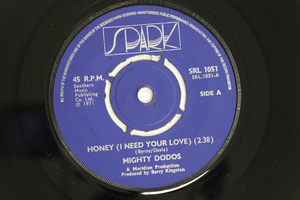 SPARK
45 R.P.M.
Southern
Music
Publishing
Co. Ltd.
℗ 1971
SRL 1051
SRL.1051-A
SIDE A
HONEY (I NEED YOUR LOVE) (2.38)
(Byrne/Davis)
MIGHTY DODOS
A Meridian Production
Produced by Barry Kingston